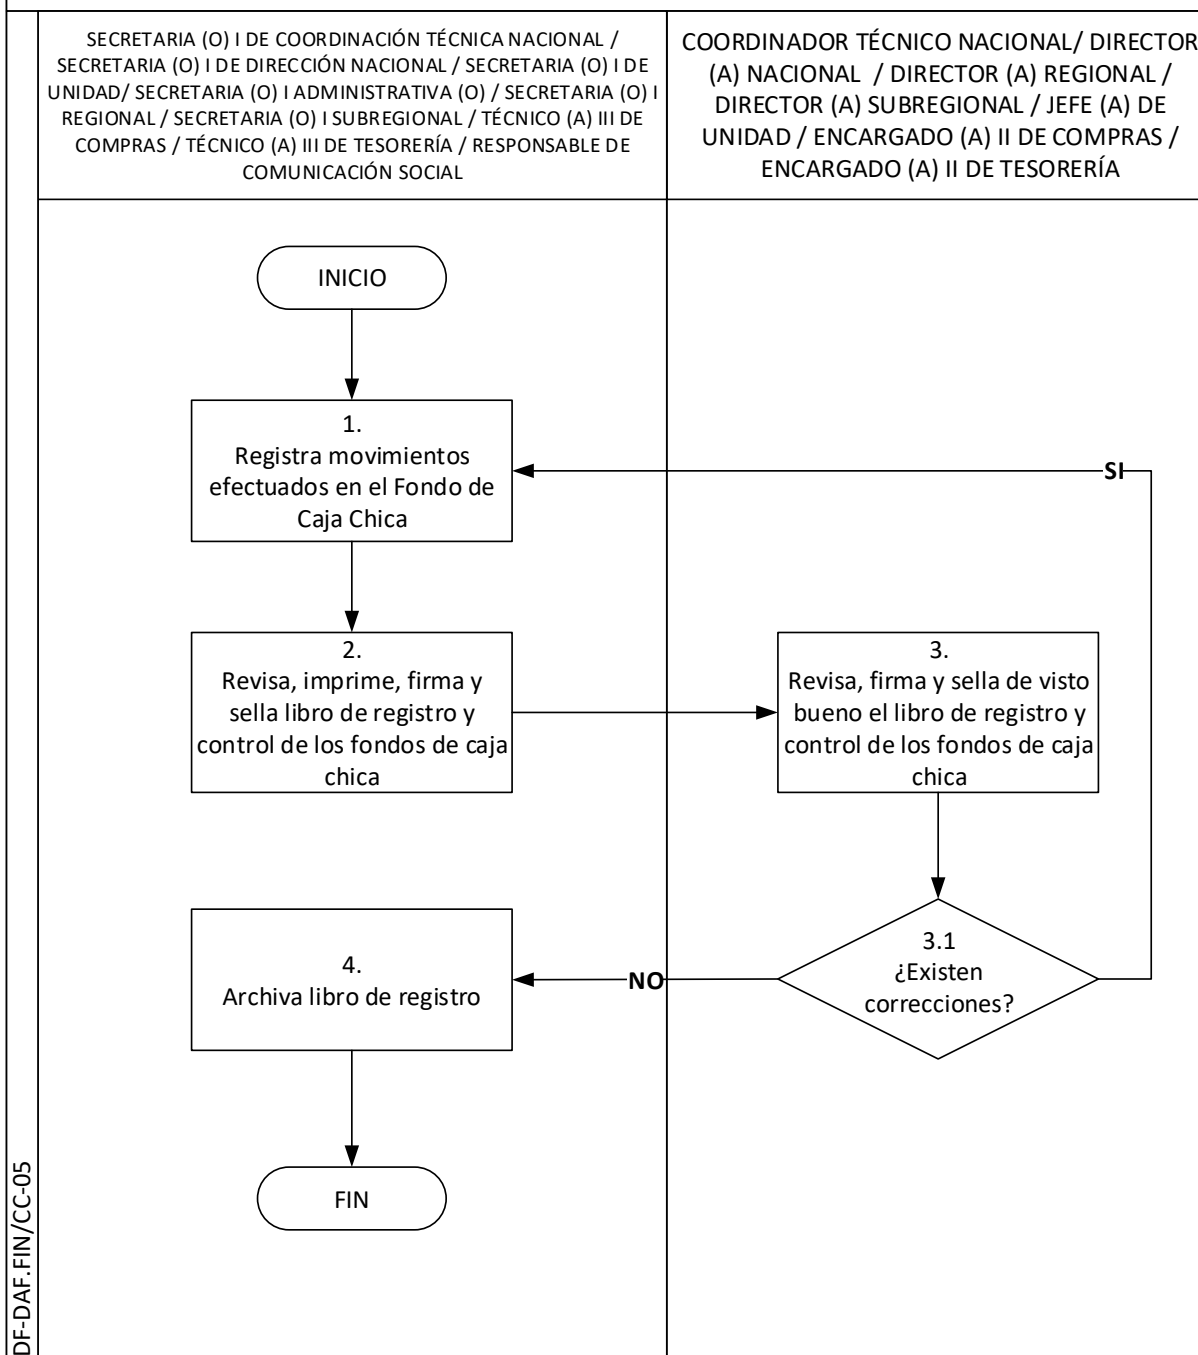 SECRETARIA (O) I DE COORDINACIÓN TÉCNICA NACIONAL /
SECRETARIA (O) I DE DIRECCIÓN NACIONAL / SECRETARIA (O) I DE
UNIDAD/ SECRETARIA (O) I ADMINISTRATIVA (O) / SECRETARIA (O) I
REGIONAL / SECRETARIA (O) I SUBREGIONAL / TÉCNICO (A) III DE
COMPRAS / TÉCNICO (A) III DE TESORERÍA / RESPONSABLE DE
COMUNICACIÓN SOCIAL
COORDINADOR TÉCNICO NACIONAL/ DIRECTOR
(A) NACIONAL / DIRECTOR (A) REGIONAL /
DIRECTOR (A) SUBREGIONAL / JEFE (A) DE
UNIDAD / ENCARGADO (A) II DE COMPRAS /
ENCARGADO (A) II DE TESORERÍA
INICIO
1.
Registra movimientos
efectuados en el Fondo de
Caja Chica
SI
2.
Revisa, imprime, firma y
sella libro de registro y
control de los fondos de caja
chica
3.
Revisa, firma y sella de visto
bueno el libro de registro y
control de los fondos de caja
chica
3.1
¿Existen
correcciones?
NO
4.
Archiva libro de registro
FIN
DF-DAF.FIN/CC-05